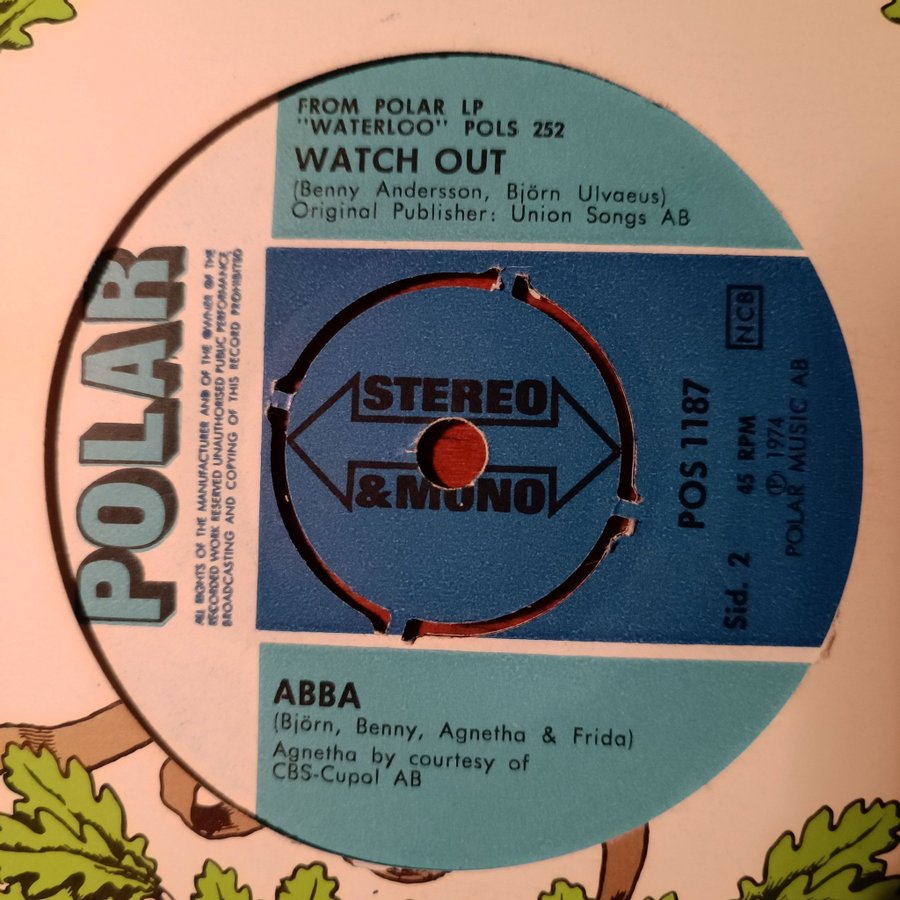 FROM POLAR LP
"WATERLOO" POLS 252
WATCH OUT
(Benny Andersson, Björn Ulvaeus)
Original Publisher: Union Songs AB
POLAR
ALL RIGHTS OF THE MANUFACTURER AND OF THE OWNER OF THE
RECORDED WORK RESERVED UNAUTHORISED PUBLIC PERFORMANCE,
BROADCASTING AND COPYING OF THIS RECORD PROHIBITED
STEREO
&MONO
POS 1187
Sid. 2
45 RPM
NCB
Ⓟ 1974
POLAR MUSIC AB
ABBA
(Björn, Benny, Agnetha & Frida)
Agnetha by courtesy of
CBS-Cupol AB